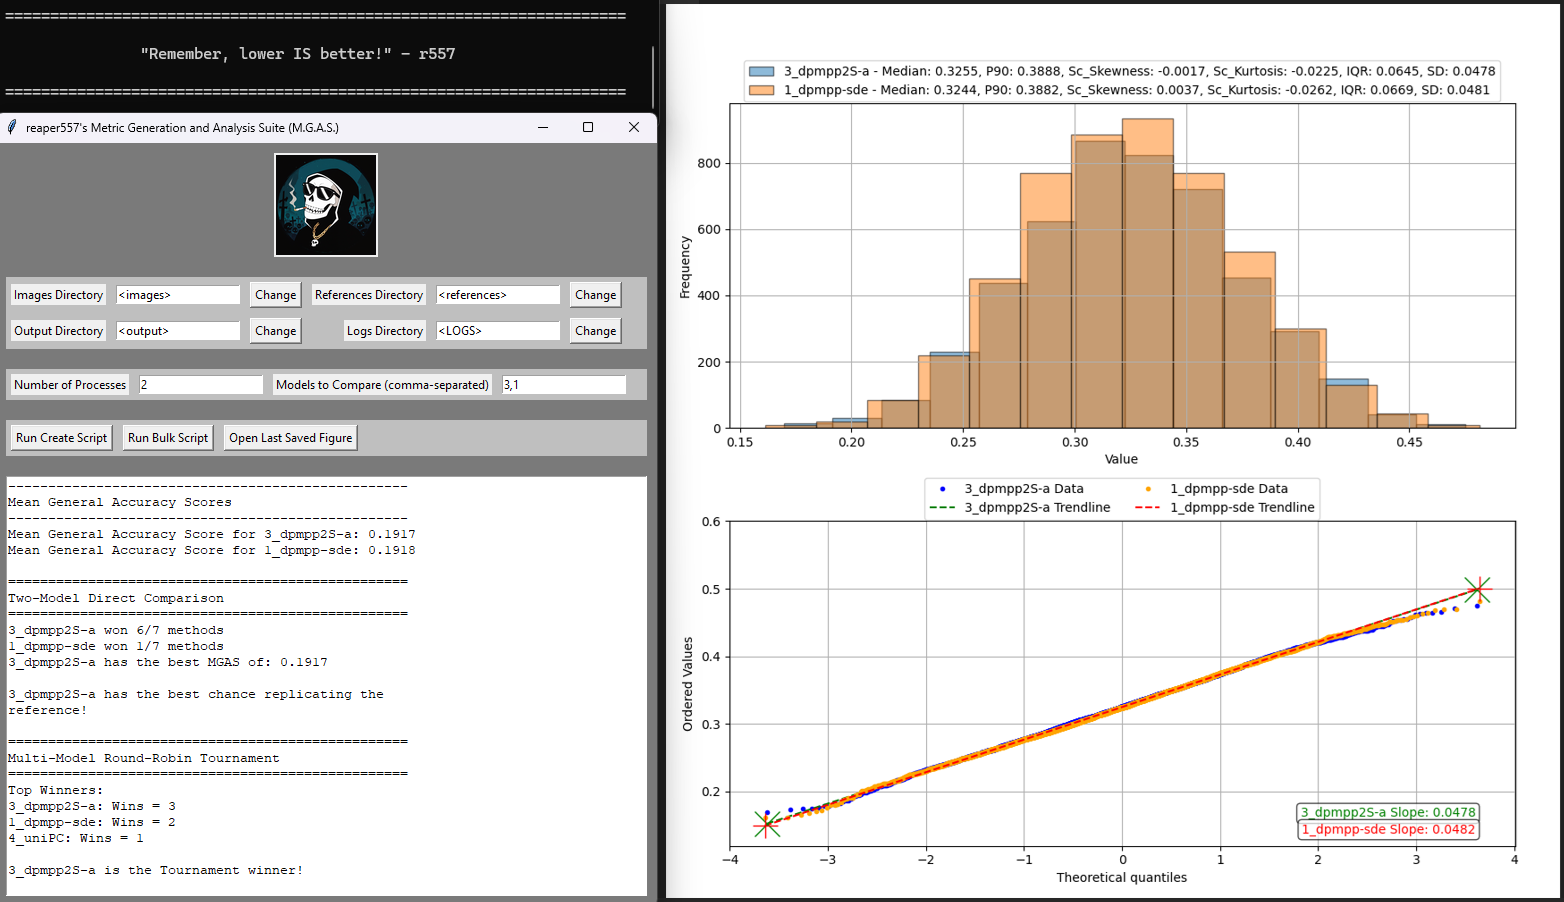 ==================================================================
"Remember, lower IS better!" - r557
==================================================================
reaper557's Metric Generation and Analysis Suite (M.G.A.S.)
Images Directory <images> Change References Directory <references> Change
Output Directory <output> Change Logs Directory <LOGS> Change
Number of Processes 2 Models to Compare (comma-separated) 3,1
Run Create Script Run Bulk Script Open Last Saved Figure
--------------------------------------------------
Mean General Accuracy Scores
--------------------------------------------------
Mean General Accuracy Score for 3_dpmpp2S-a: 0.1917
Mean General Accuracy Score for 1_dpmpp-sde: 0.1918
==================================================
Two-Model Direct Comparison
==================================================
3_dpmpp2S-a won 6/7 methods
1_dpmpp-sde won 1/7 methods
3_dpmpp2S-a has the best MGAS of: 0.1917
3_dpmpp2S-a has the best chance replicating the
reference!
==================================================
Multi-Model Round-Robin Tournament
==================================================
Top Winners:
3_dpmpp2S-a: Wins = 3
1_dpmpp-sde: Wins = 2
4_uniPC: Wins = 1
3_dpmpp2S-a is the Tournament winner!
3_dpmpp2S-a - Median: 0.3255, P90: 0.3888, Sc_Skewness: -0.0017, Sc_Kurtosis: -0.0225, IQR: 0.0645, SD: 0.0478
1_dpmpp-sde - Median: 0.3244, P90: 0.3882, Sc_Skewness: 0.0037, Sc_Kurtosis: -0.0262, IQR: 0.0669, SD: 0.0481
Frequency
800
600
400
200
0
0.15 0.20 0.25 0.30 0.35 0.40 0.45
Value
3_dpmpp2S-a Data 1_dpmpp-sde Data
3_dpmpp2S-a Trendline 1_dpmpp-sde Trendline
Ordered Values
0.6
0.5
0.4
0.3
0.2
3_dpmpp2S-a Slope: 0.0478
1_dpmpp-sde Slope: 0.0482
−4 −3 −2 −1 0 1 2 3 4
Theoretical quantiles